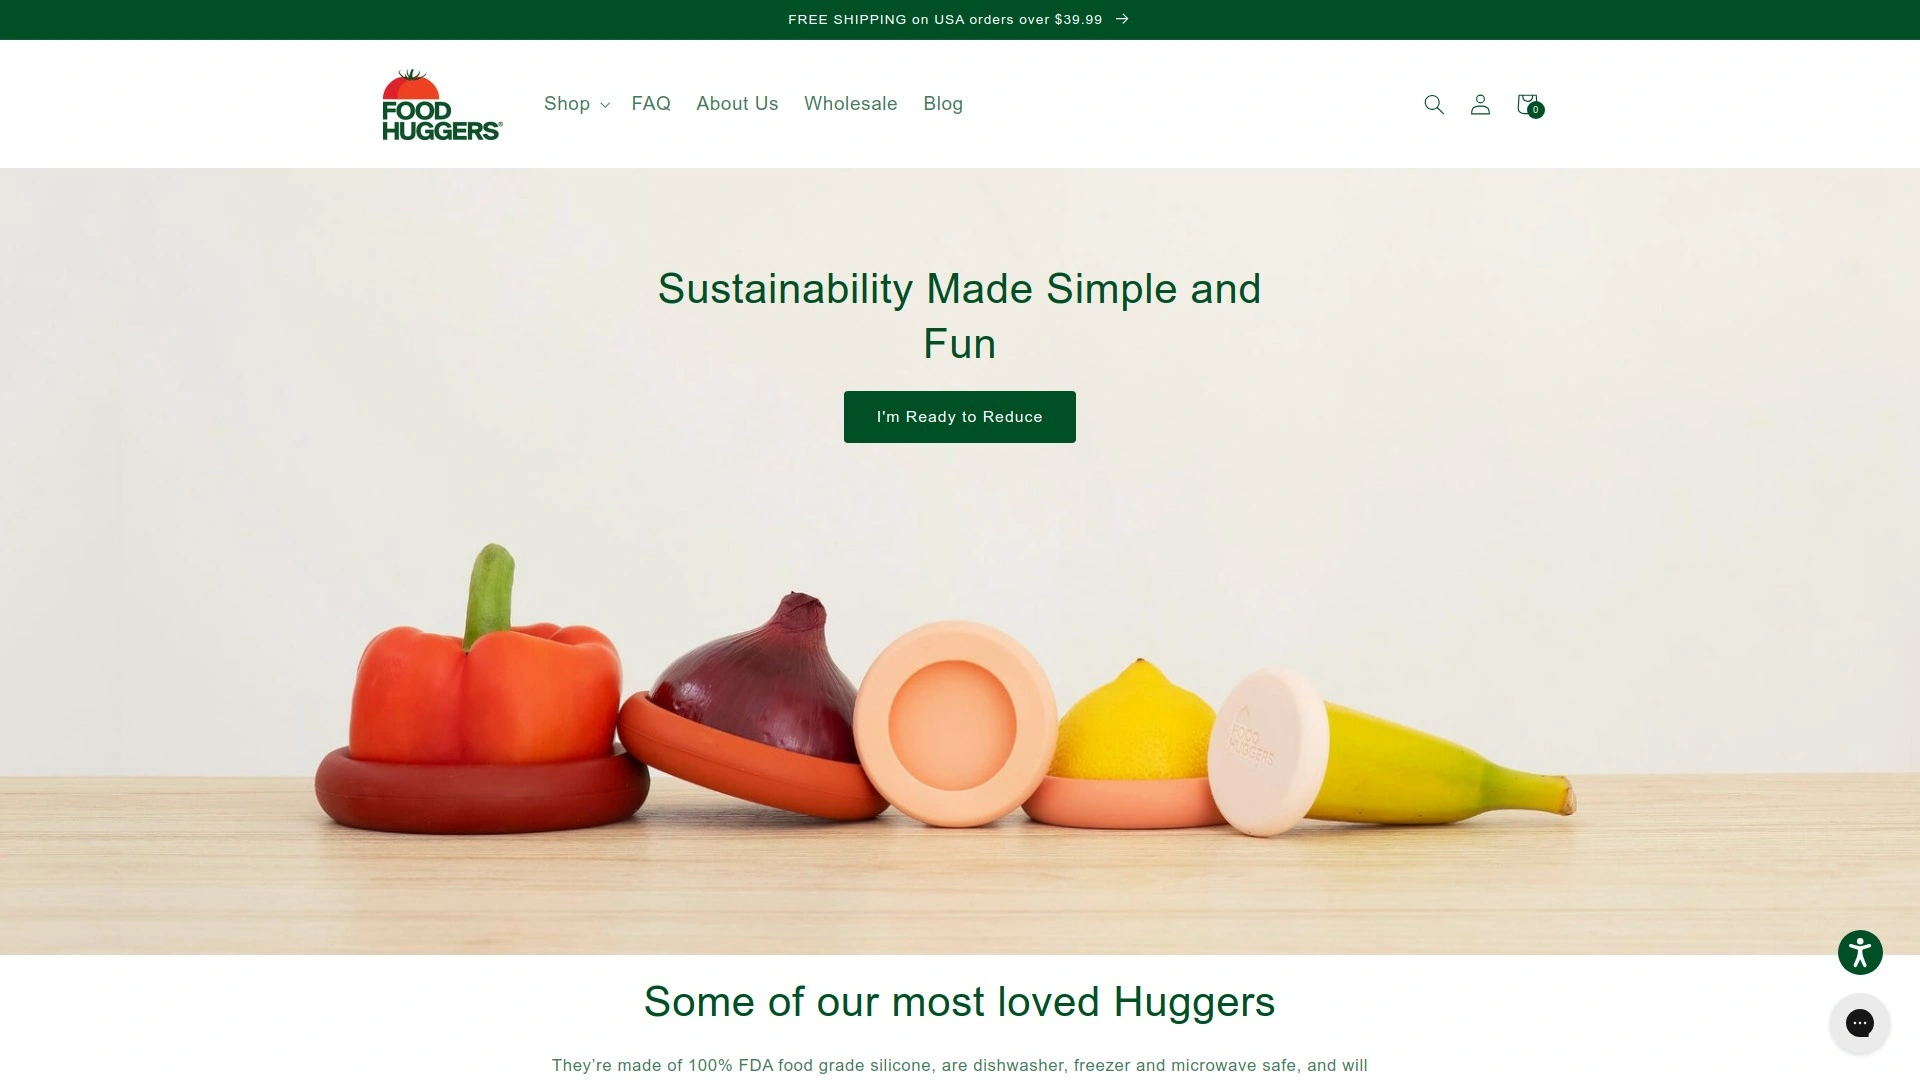 FREE SHIPPING on USA orders over $39.99
FOOD
HUGGERS®
Shop
FAQ
About Us
Wholesale
Blog
0
Sustainability Made Simple and
Fun
I'm Ready to Reduce
FOOD
HUGGERS
Some of our most loved Huggers
They’re made of 100% FDA food grade silicone, are dishwasher, freezer and microwave safe, and will